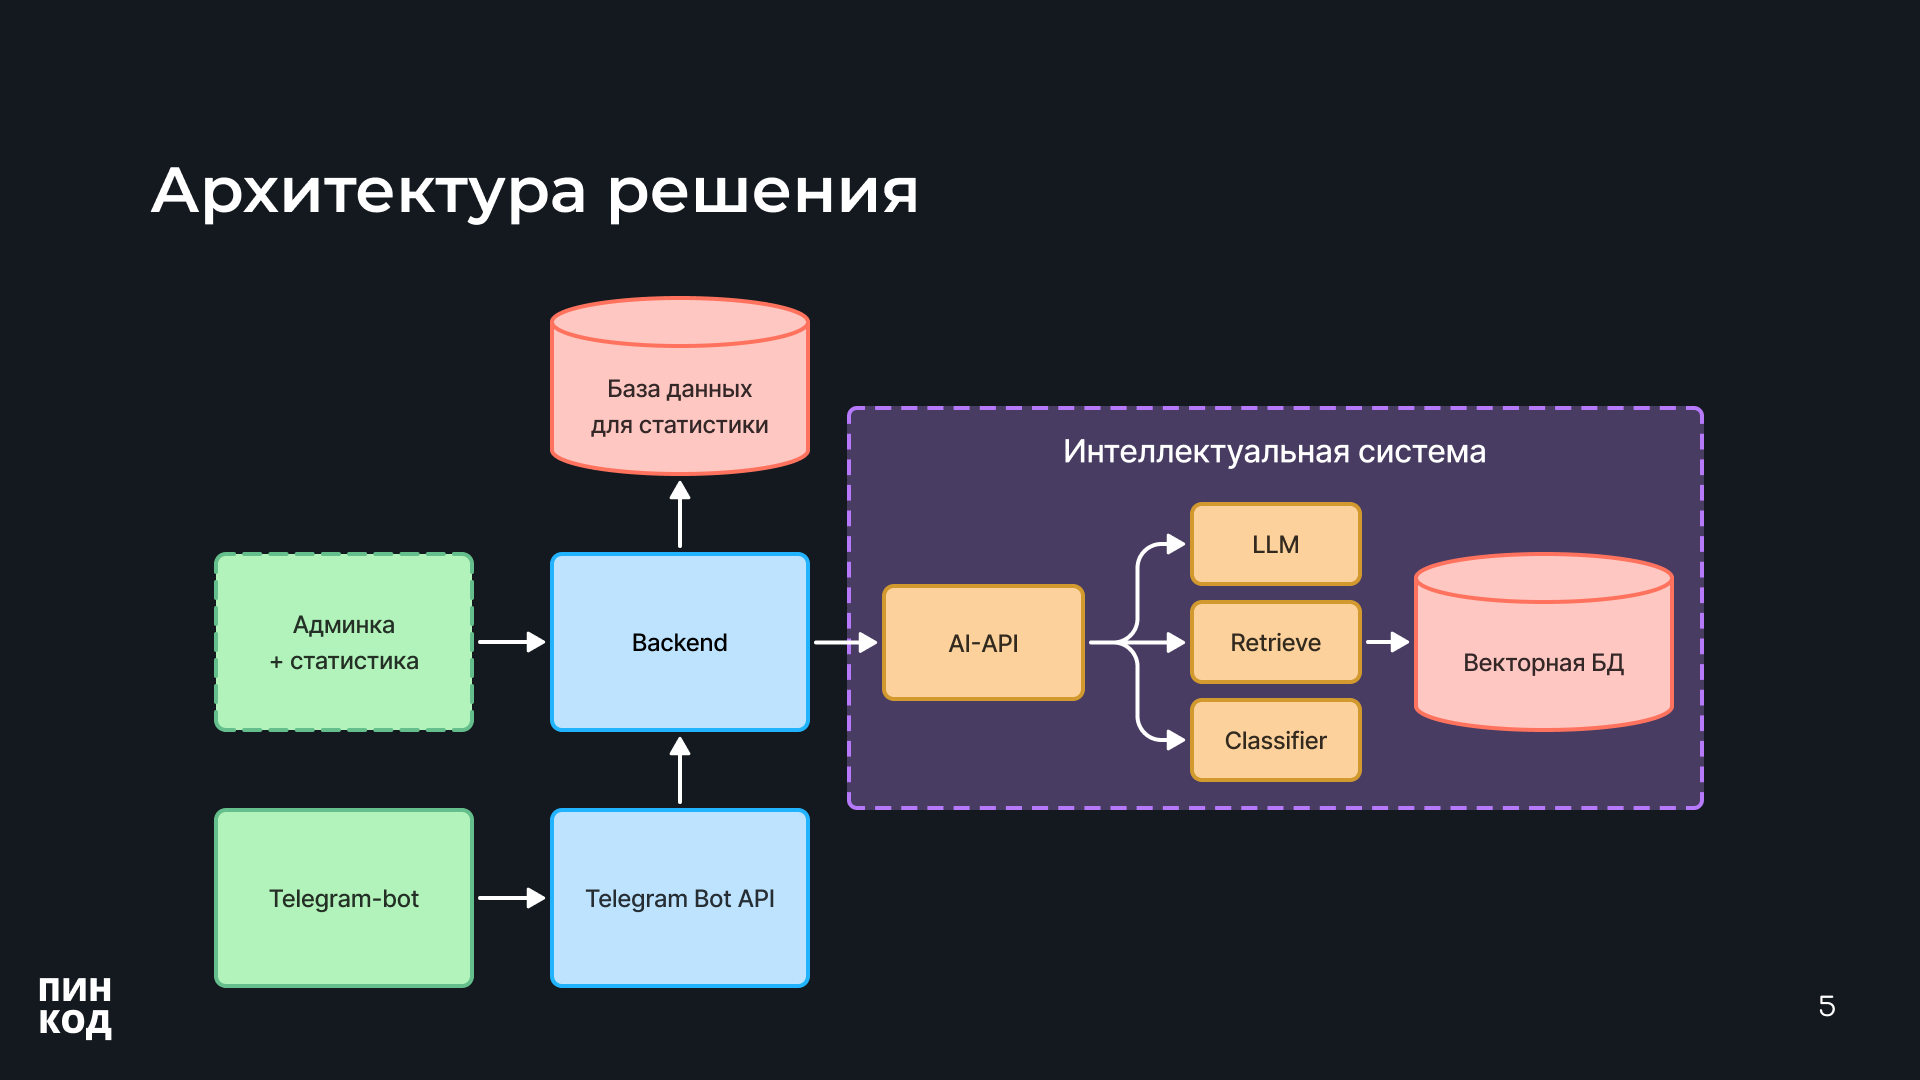 Архитектура решения
База данных
для статистики
Интеллектуальная система
LLM
Админка
+ статистика
Backend
AI-API
Retrieve
Векторная БД
Classifier
Telegram-bot
Telegram Bot API
ПИН
КОД
5